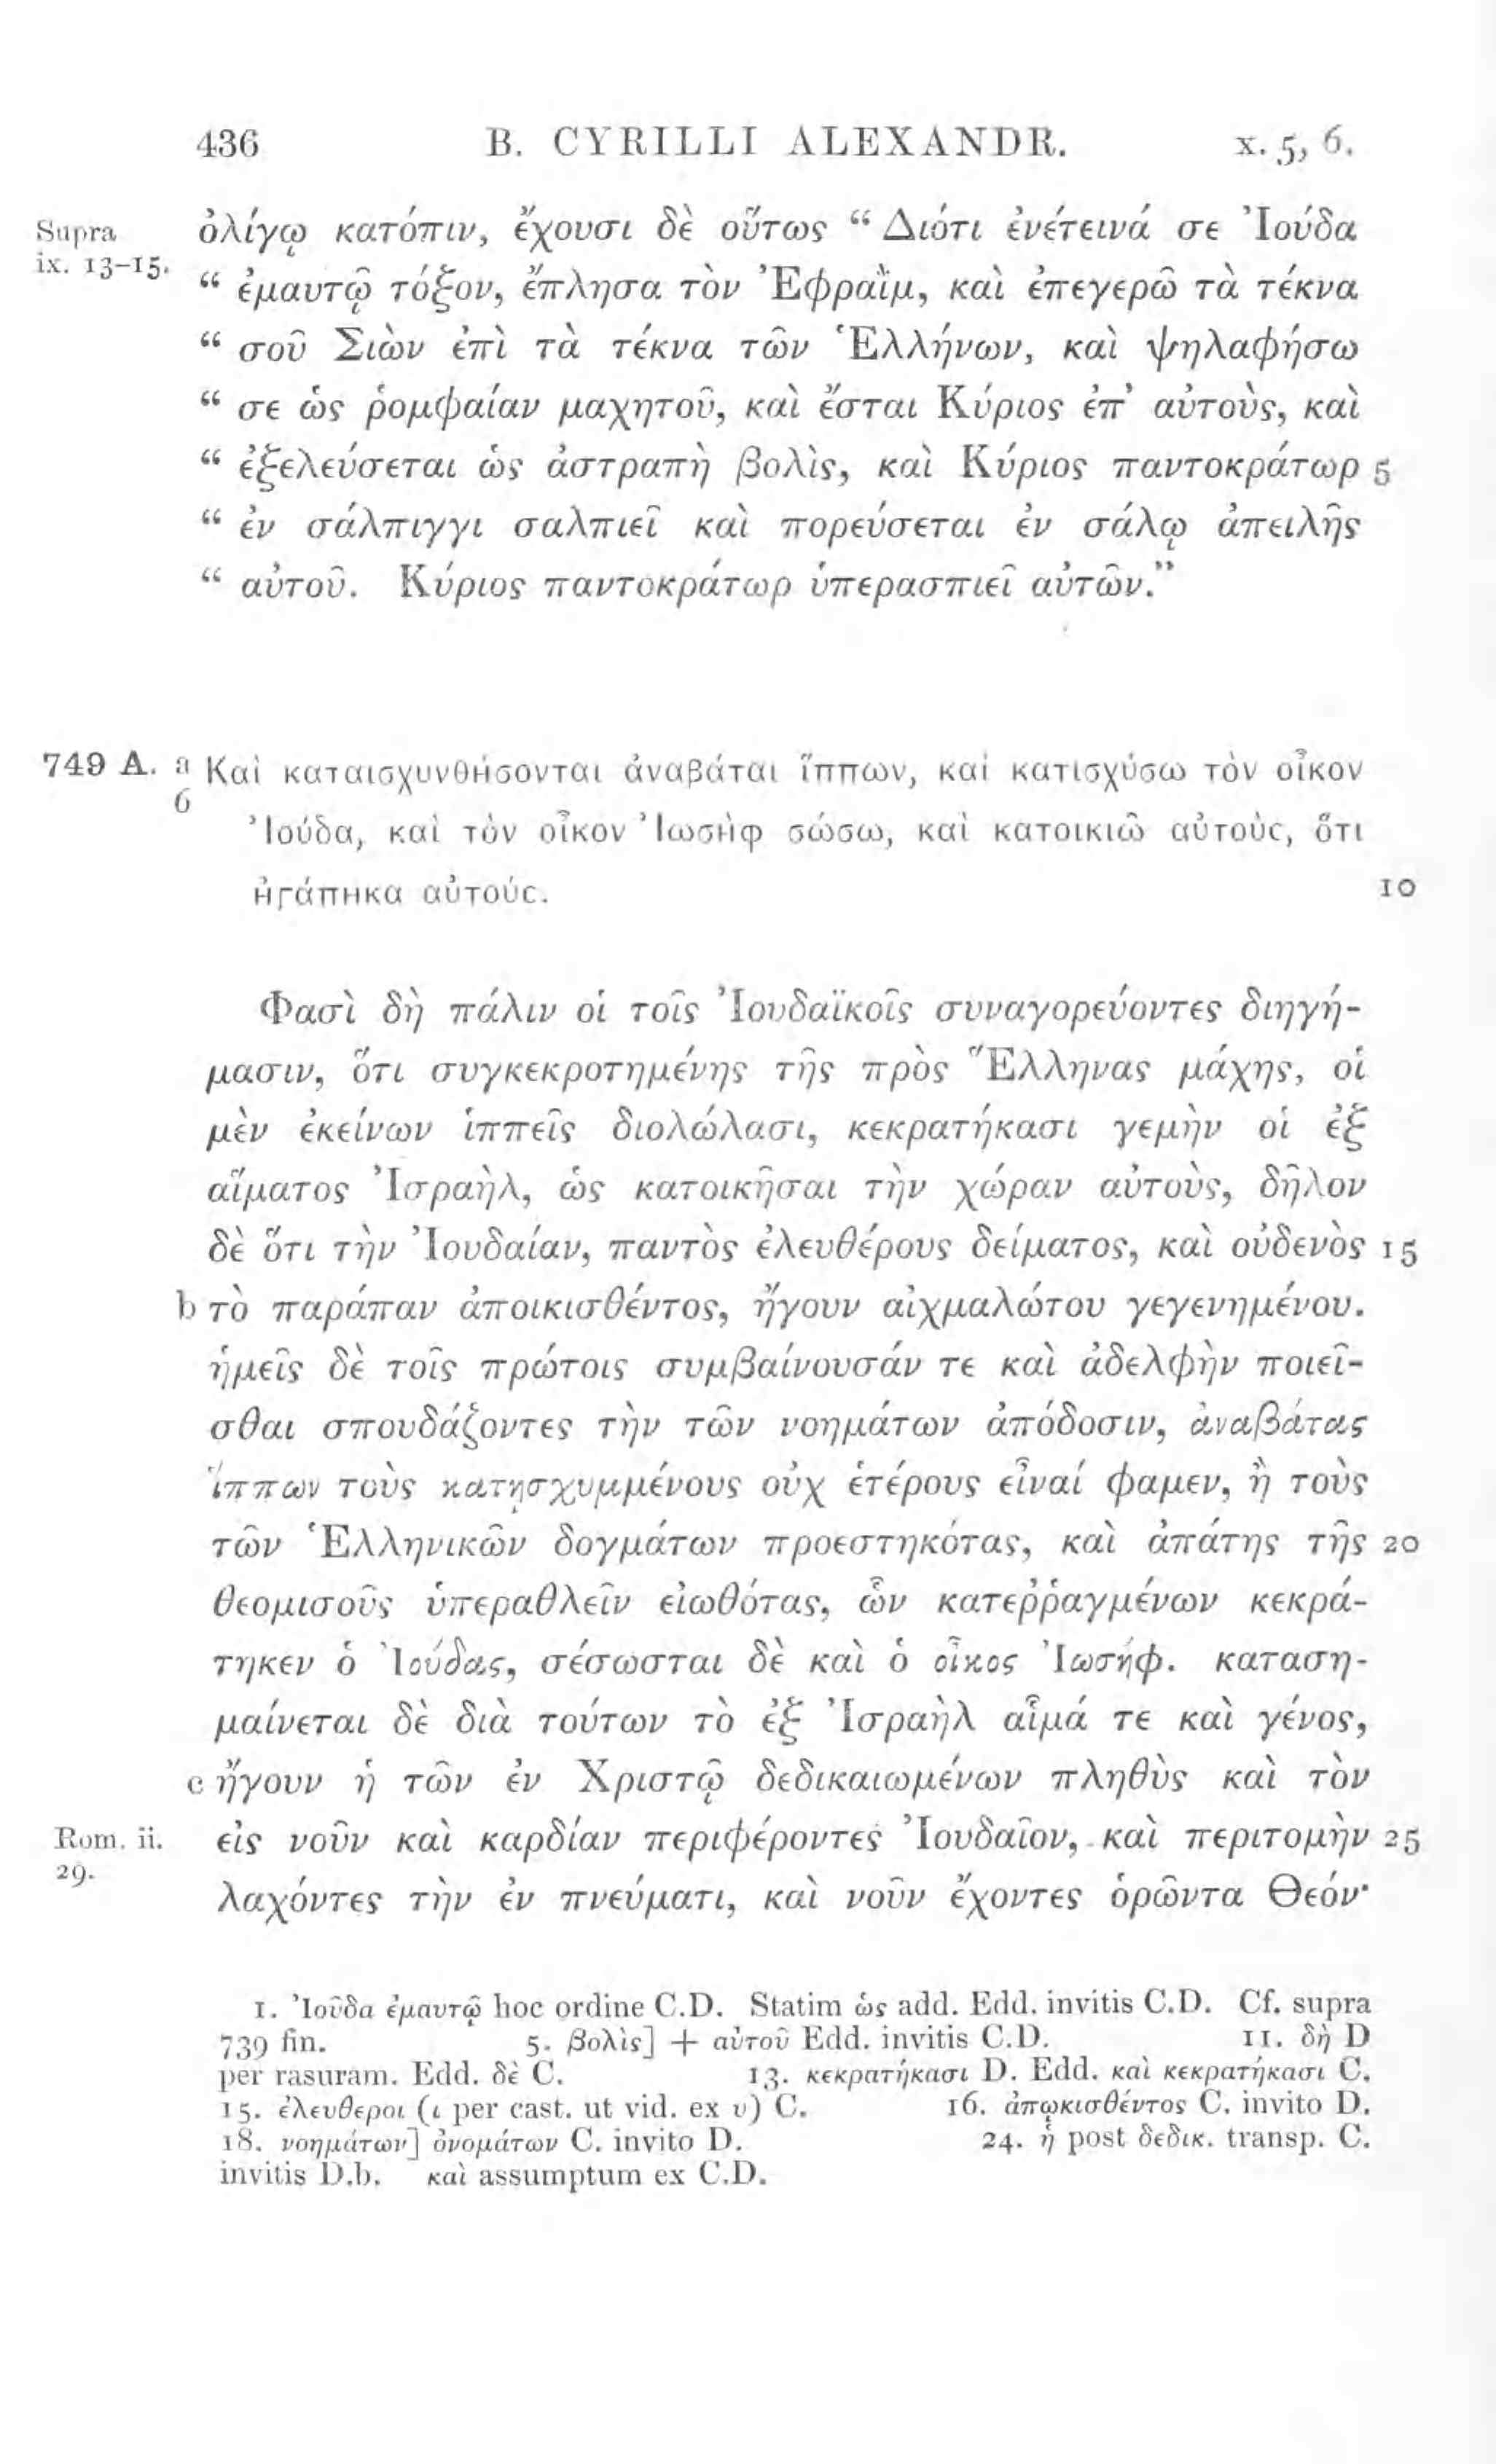 436 B. CYRILLI ALEXANDR. x. 5, 6.
Supra ix. 13-15.
ὀλίγῳ κατόπιν, ἔχουσι δὲ οὕτως “ Διότι ἐνέτεινά σε Ἰούδα
“ ἐμαυτῷ τόξον, ἔπλησα τὸν Ἐφραῒμ, καὶ ἐπεγερῶ τὰ τέκνα
“ σοῦ Σιὼν ἐπὶ τὰ τέκνα τῶν Ἑλλήνων, καὶ ψηλαφήσω
“ σε ὡς ῥομφαίαν μαχητοῦ, καὶ ἔσται Κύριος ἐπ’ αὐτοὺς, καὶ
“ ἐξελεύσεται ὡς ἀστραπὴ βολὶς, καὶ Κύριος παντοκράτωρ 5
“ ἐν σάλπιγγι σαλπιεῖ καὶ πορεύσεται ἐν σάλῳ ἀπειλῆς
“ αὐτοῦ. Κύριος παντοκράτωρ ὑπερασπιεῖ αὐτῶν.”
749 A. a Καὶ καταισχυνθήσονται ἀναβάται ἵππων, καὶ κατισχύσω τὸν οἶκον
6
Ἰούδα, καὶ τὸν οἶκον Ἰωσὴφ σώσω, καὶ κατοικιῶ αὐτοὺς, ὅτι
ἠγάπηκα αὐτούς. 10
Φασὶ δὴ πάλιν οἱ τοῖς Ἰουδαϊκοῖς συναγορεύοντες διηγή-
μασιν, ὅτι συγκεκροτημένης τῆς πρὸς Ἕλληνας μάχης, οἱ
μὲν ἐκείνων ἱππεῖς διολώλασι, κεκρατήκασι γεμὴν οἱ ἐξ
αἵματος Ἰσραὴλ, ὡς κατοικῆσαι τὴν χώραν αὐτοὺς, δῆλον
δὲ ὅτι τὴν Ἰουδαίαν, παντὸς ἐλευθέρους δείματος, καὶ οὐδενὸς 15
b τὸ παράπαν ἀποικισθέντος, ἤγουν αἰχμαλώτου γεγενημένου.
ἡμεῖς δὲ τοῖς πρώτοις συμβαίνουσάν τε καὶ ἀδελφὴν ποιεῖ-
σθαι σπουδάζοντες τὴν τῶν νοημάτων ἀπόδοσιν, ἀναβάτας
ἵππων τοὺς κατῃσχυμμένους οὐχ ἑτέρους εἶναί φαμεν, ἢ τοὺς
τῶν Ἑλληνικῶν δογμάτων προεστηκότας, καὶ ἀπάτης τῆς 20
θεομισοῦς ὑπεραθλεῖν εἰωθότας, ὧν κατεῤῥαγμένων κεκρά-
τηκεν ὁ Ἰούδας, σέσωσται δὲ καὶ ὁ οἶκος Ἰωσήφ. καταση-
μαίνεται δὲ διὰ τούτων τὸ ἐξ Ἰσραὴλ αἷμά τε καὶ γένος,
c ἤγουν ἡ τῶν ἐν Χριστῷ δεδικαιωμένων πληθὺς καὶ τὸν
Rom. ii. 29.
εἰς νοῦν καὶ καρδίαν περιφέροντες Ἰουδαῖον, καὶ περιτομὴν 25
λαχόντες τὴν ἐν πνεύματι, καὶ νοῦν ἔχοντες ὁρῶντα Θεόν·
1. Ἰοῦδα ἐμαυτῷ hoc ordine C.D. Statim ὡς add. Edd. invitis C.D. Cf. supra
739 fin. 5. βολὶς] + αὐτοῦ Edd. invitis C.D. 11. δὴ D
per rasuram. Edd. δὲ C. 13. κεκρατήκασι D. Edd. καὶ κεκρατήκασι C.
15. ἐλευθεροι (ι per cast. ut vid. ex υ) C. 16. ἀπῳκισθέντος C. invito D.
18. νοημάτων] ὀνομάτων C. invito D. 24. ἡ post δεδικ. transp. C.
invitis D.b. καὶ assumptum ex C.D.